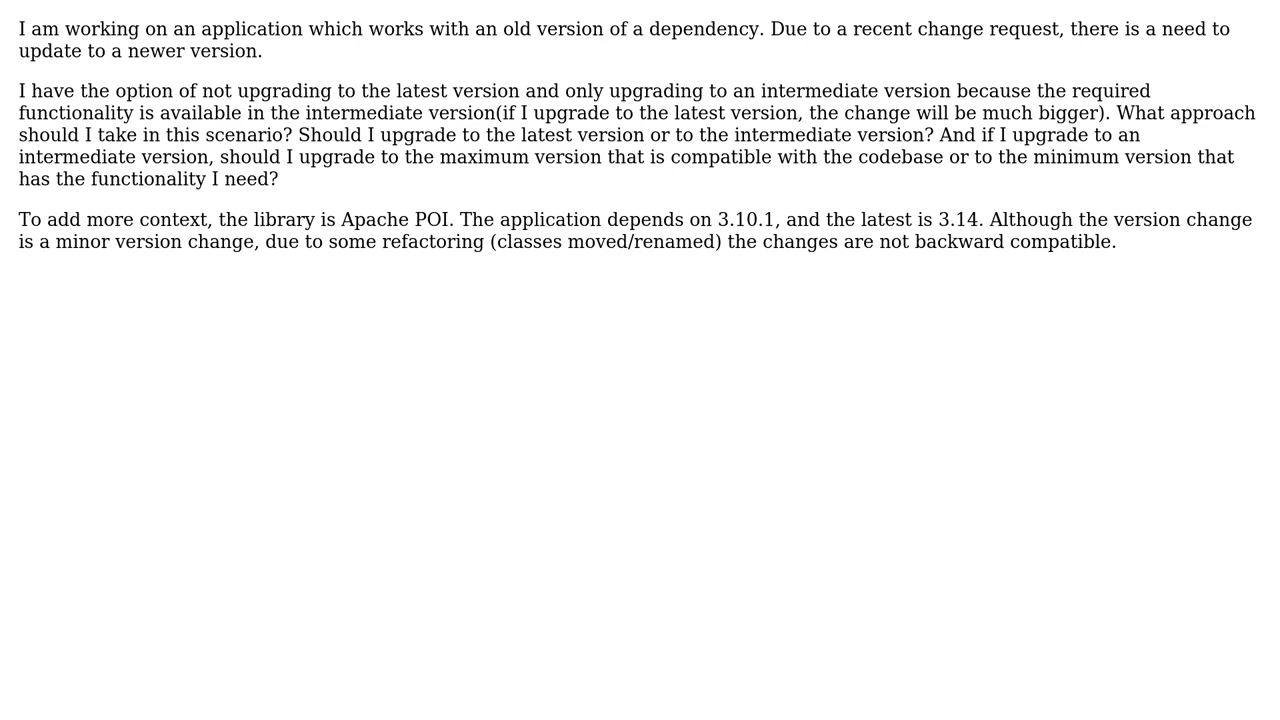 I am working on an application which works with an old version of a dependency. Due to a recent change request, there is a need to
update to a newer version.
I have the option of not upgrading to the latest version and only upgrading to an intermediate version because the required
functionality is available in the intermediate version(if I upgrade to the latest version, the change will be much bigger). What approach
should I take in this scenario? Should I upgrade to the latest version or to the intermediate version? And if I upgrade to an
intermediate version, should I upgrade to the maximum version that is compatible with the codebase or to the minimum version that
has the functionality I need?
To add more context, the library is Apache POI. The application depends on 3.10.1, and the latest is 3.14. Although the version change
is a minor version change, due to some refactoring (classes moved/renamed) the changes are not backward compatible.